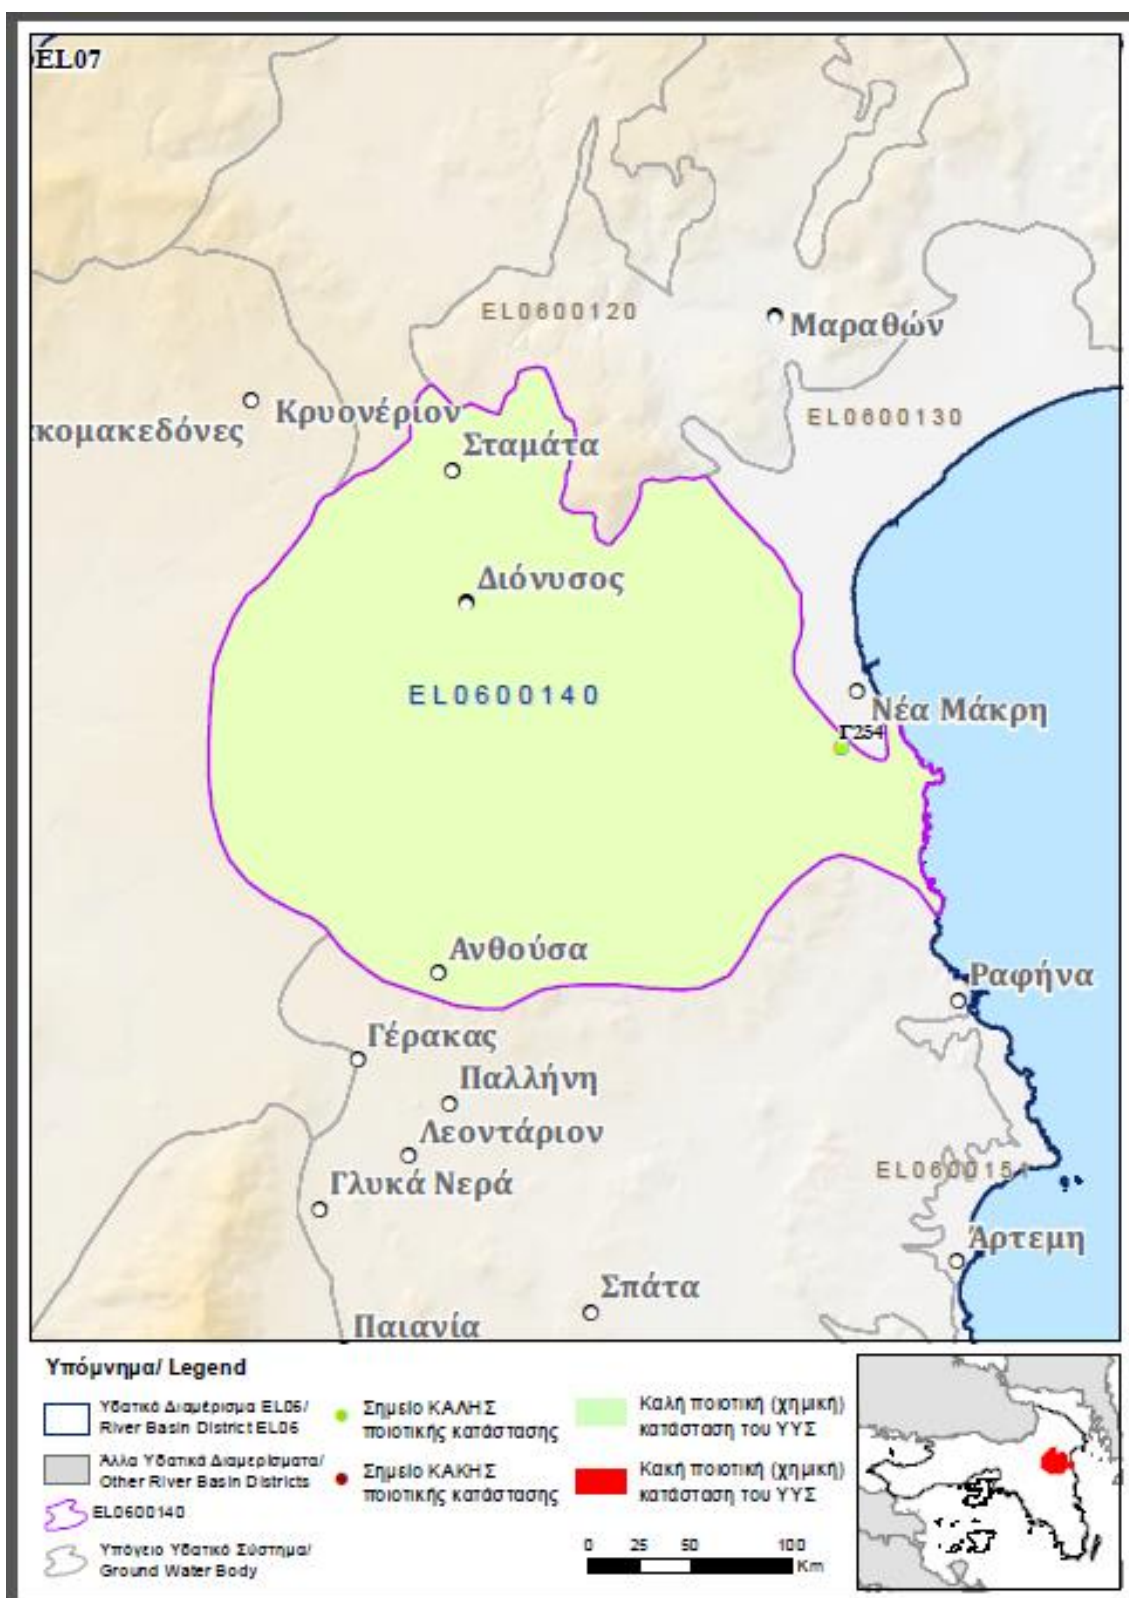 EL07
EL0600120
Μαραθών
Κρυονέριον
κομακεδόνες
EL0600130
Σταμάτα
Διόνυσος
EL0600140
Νέα Μάκρη
Γ254
Ανθούσα
Ραφήνα
Γέρακας
Παλλήνη
Λεοντάριον
EL0600151
Γλυκά Νερά
Άρτεμη
Σπάτα
Παιανία
Υπόμνημα/ Legend
Υδατικό Διαμέρισμα EL06/
River Basin District EL06
Άλλα Υδατικά Διαμερίσματα/
Other River Basin Districts
EL0600140
Υπόγειο Υδατικό Σύστημα/
Ground Water Body
Σημείο ΚΑΛΗΣ
ποιοτικής κατάστασης
Σημείο ΚΑΚΗΣ
ποιοτικής κατάστασης
Καλή ποιοτική (χημική)
κατάσταση του ΥΥΣ
Κακή ποιοτική (χημική)
κατάσταση του ΥΥΣ
0 25 50 100
Km